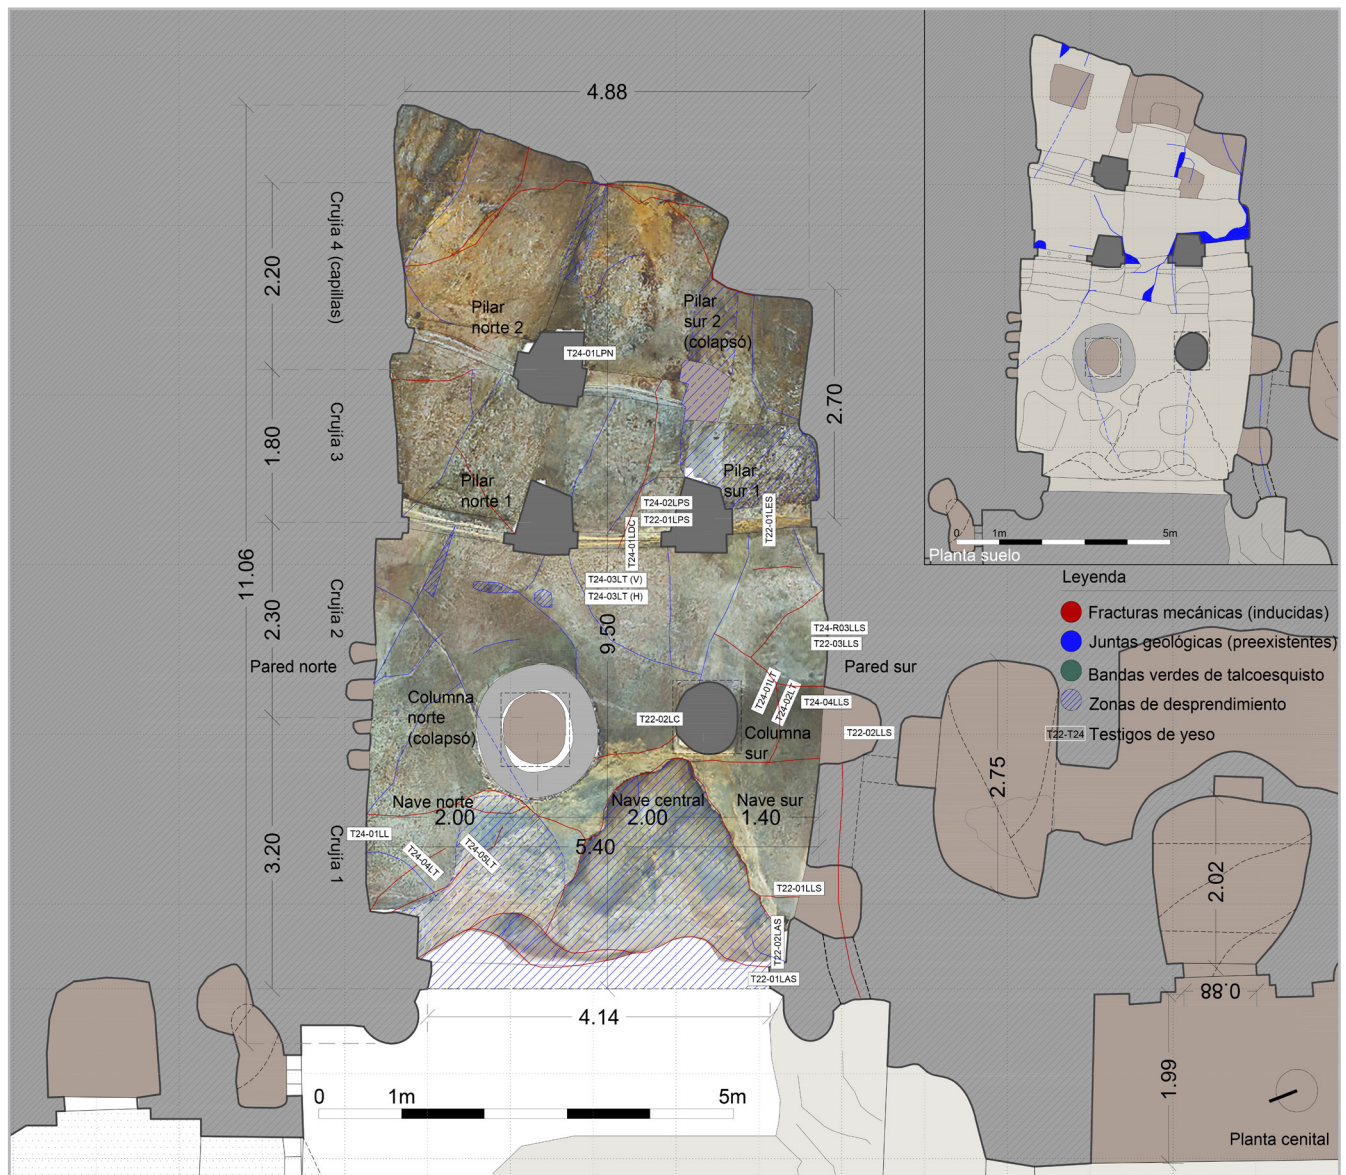 4.88
11.06
2.20
Crujía 4 (capillas)
Pilar
norte 2
Pilar
sur 2
(colapsó)
T24-01LPN
2.70
1.80
Crujía 3
Pilar
norte 1
Pilar
sur 1
T24-02LPS
T22-01LPS
T24-01LDC
T22-01LES
T24-03LT (V)
T24-03LT (H)
2.30
Crujía 2
9.50
T24-R03LLS
T22-03LLS
Pared norte
Pared sur
T24-01LT
T24-02LT
T24-04LLS
Columna
norte
(colapsó)
T22-02LC
Columna
sur
T22-02LLS
Nave norte
2.00
Nave central
2.00
Nave sur
1.40
5.40
T24-01LL
T24-04LT
T24-05LT
3.20
Crujía 1
T22-01LLS
T22-02LAS
T22-01LAS
4.14
0 1m 5m
2.75
2.02
0.88
1.99
Planta cenital
0 1m 5m
Planta suelo
Leyenda
Fracturas mecánicas (inducidas)
Juntas geológicas (preexistentes)
Bandas verdes de talcoesquisto
Zonas de desprendimiento
T22-T24 Testigos de yeso